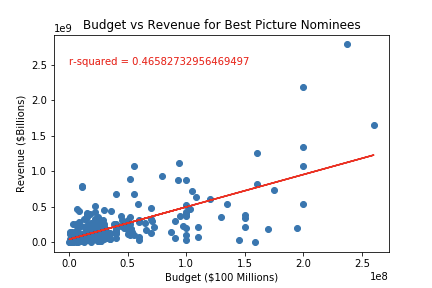 Budget vs Revenue for Best Picture Nominees
1e9
r-squared = 0.46582732956469497
2.5
2.0
1.5
1.0
0.5
0.0
Revenue ($Billions)
0.0 0.5 1.0 1.5 2.0 2.5
1e8
Budget ($100 Millions)